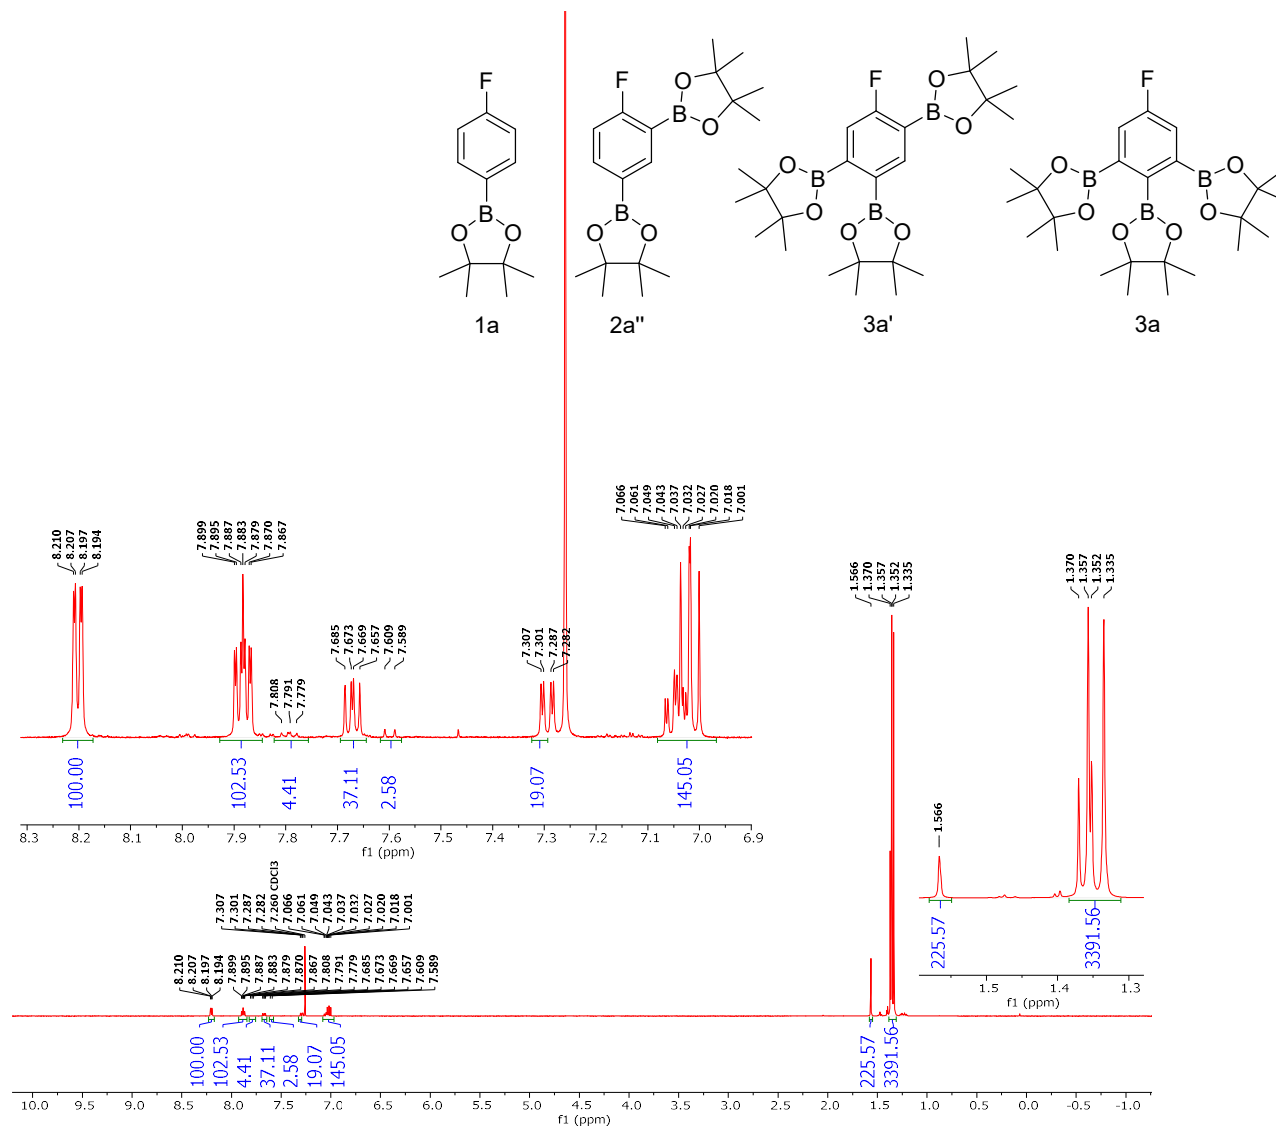 F
B
O
O
1a
F
B
O
O
B
O
O
2a"
F
B
O
O
B
O
O
B
O
O
3a'
F
B
O
O
B
O
O
B
O
O
3a
8.210
8.207
8.197
8.194
7.899
7.895
7.887
7.883
7.879
7.870
7.867
7.808
7.791
7.779
7.685
7.673
7.669
7.657
7.609
7.589
7.307
7.301
7.287
7.282
7.066
7.061
7.049
7.043
7.037
7.032
7.027
7.020
7.018
7.001
1.566
1.370
1.357
1.352
1.335
1.370
1.357
1.352
1.335
100.00
102.53
4.41
37.11
2.58
19.07
145.05
8.3 8.2 8.1 8.0 7.9 7.8 7.7 7.6 7.5 7.4 7.3 7.2 7.1 7.0 6.9
f1 (ppm)
1.566
225.57
3391.56
1.5 1.4 1.3
f1 (ppm)
7.307
7.301
7.287
7.282
7.260 CDCl3
7.066
7.061
7.049
7.043
7.037
7.032
7.027
7.020
7.018
7.001
8.210
8.207
8.197
8.194
7.899
7.895
7.887
7.883
7.879
7.870
7.867
7.808
7.791
7.779
7.685
7.673
7.669
7.657
7.609
7.589
100.00
102.53
4.41
37.11
2.58
19.07
145.05
225.57
3391.56
10.0 9.5 9.0 8.5 8.0 7.5 7.0 6.5 6.0 5.5 5.0 4.5 4.0 3.5 3.0 2.5 2.0 1.5 1.0 0.5 0.0 -0.5 -1.0
f1 (ppm)